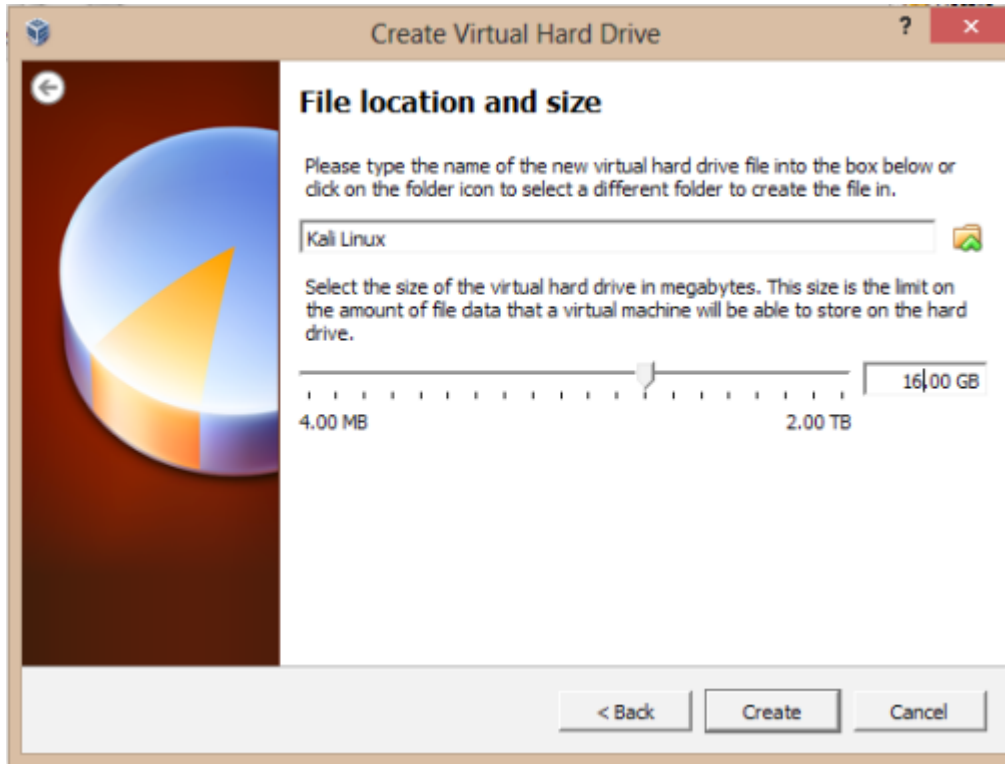 Create Virtual Hard Drive
?
File location and size
Please type the name of the new virtual hard drive file into the box below or
click on the folder icon to select a different folder to create the file in.
Kali Linux
Select the size of the virtual hard drive in megabytes. This size is the limit on
the amount of file data that a virtual machine will be able to store on the hard
drive.
16.00 GB
4.00 MB
2.00 TB
< Back
Create
Cancel